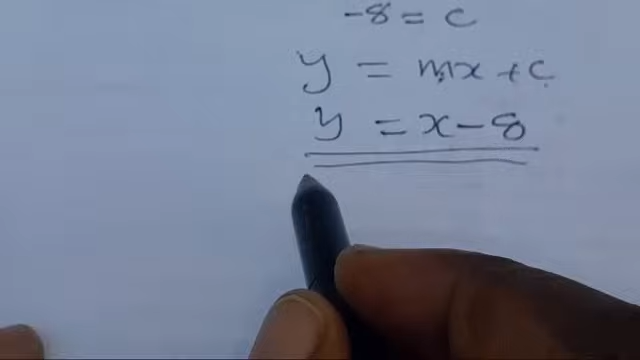 -8 = c
y = mx + c
y = x - 8